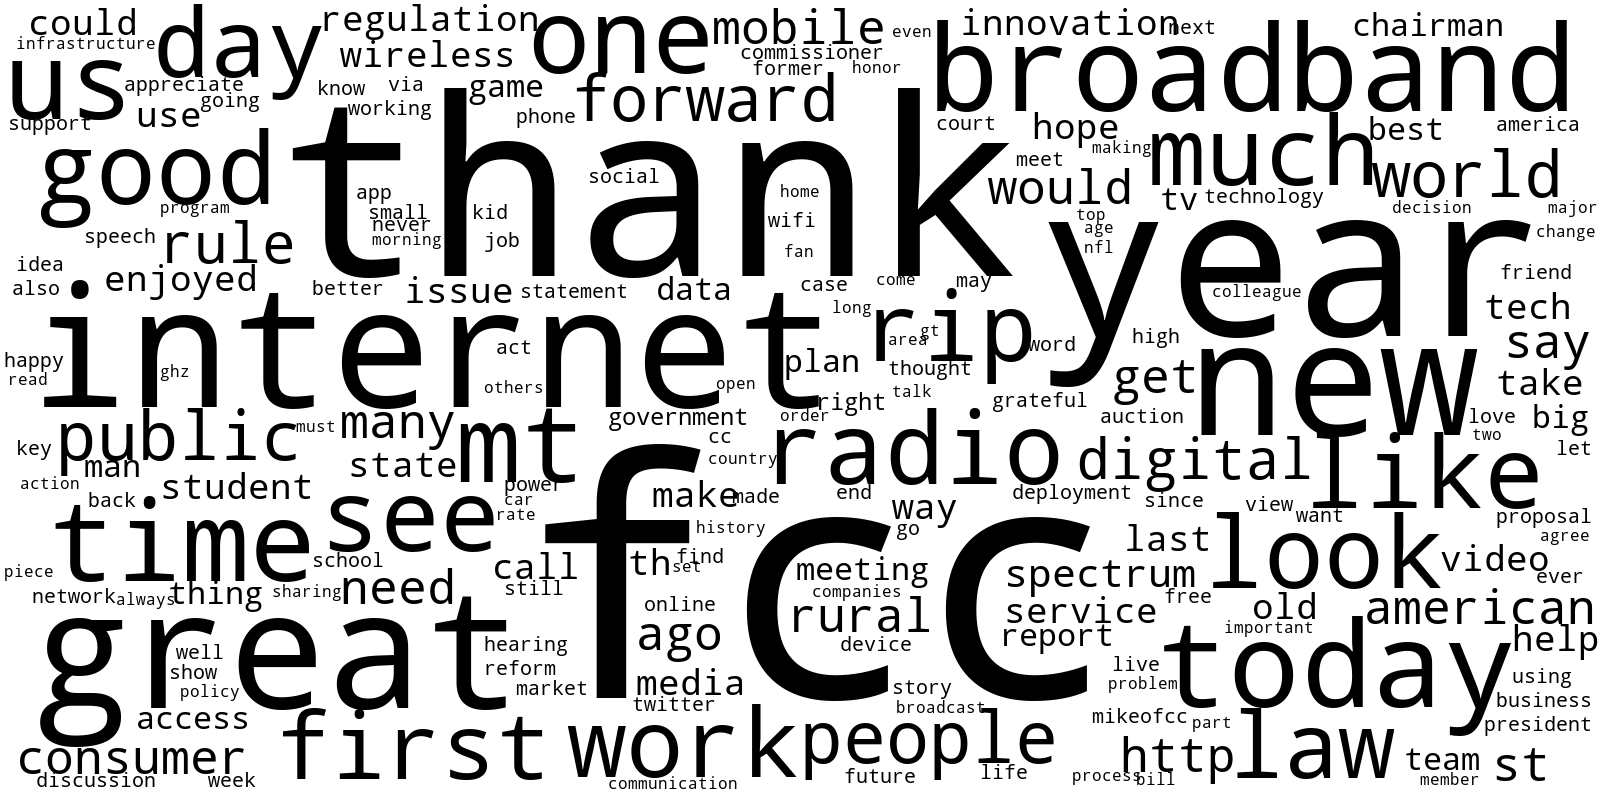 could day regulation one mobile even innovation next chairman
infrastructure wireless commissioner broadband
us appreciate know via game former honor
going working forward
support use phone court hope best america
good thank making much
app social home meet would tv technology world
program small kid wifi top decision major
speech rule never age year change
morning job fan nfl
idea enjoyed better issue statement data case come may colleague friend
also internet long rip tech
act area gt word high say
happy ghz plan thought get new take
read others open talk
public must many mt government order right grateful auction love big
key man state cc radio digital like two let
action student power country
back see car make made end way deployment since view want proposal
time rate history go last look agree
school call th find set meeting spectrum video ever
piece network always thing sharing need still companies service free old american
great fcc online rural report important help
hearing ago device today
well reform live using
show market media story problem business
policy twitter broadcast mikeofcc part president
access first work people law
consumer future life http team st
discussion week communication process bill member